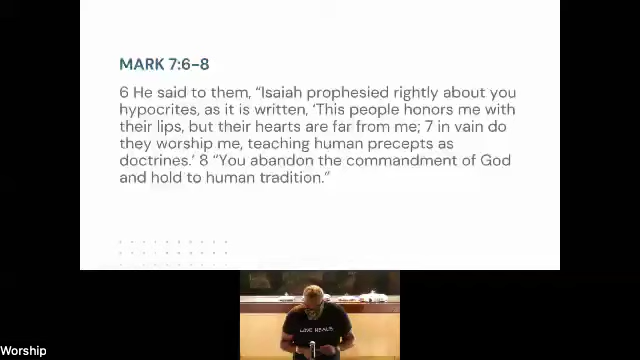 MARK 7:6-8
6 He said to them, “Isaiah prophesied rightly about you
hypocrites, as it is written, ‘This people honors me with
their lips, but their hearts are far from me; 7 in vain do
they worship me, teaching human precepts as
doctrines.’ 8 “You abandon the commandment of God
and hold to human tradition.”
LOVE HEALS
Worship